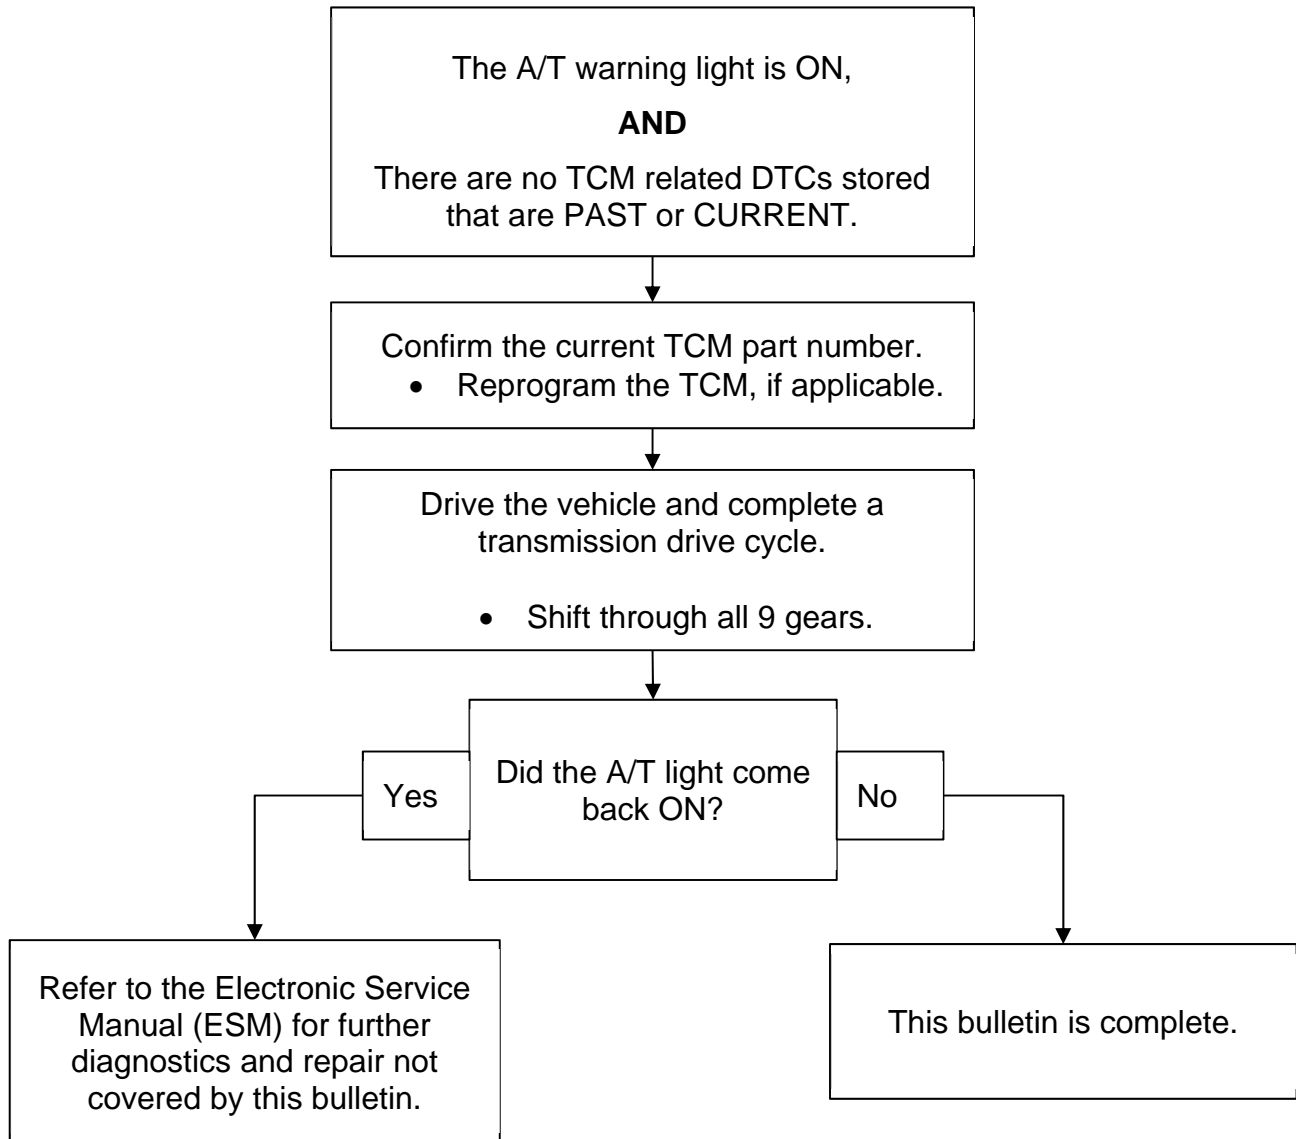 The A/T warning light is ON,
AND
There are no TCM related DTCs stored
that are PAST or CURRENT.
Confirm the current TCM part number.
• Reprogram the TCM, if applicable.
Drive the vehicle and complete a
transmission drive cycle.
• Shift through all 9 gears.
Did the A/T light come
back ON?
Yes
No
Refer to the Electronic Service
Manual (ESM) for further
diagnostics and repair not
covered by this bulletin.
This bulletin is complete.